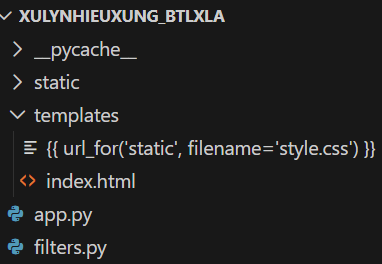 XULYNHIEUXUNG_BTLXLA
__pycache__
static
templates
{{ url_for('static', filename='style.css') }}
index.html
app.py
filters.py